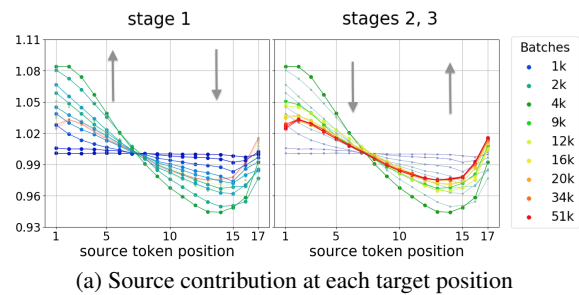 stage 1
stages 2, 3
Batches
1k
2k
4k
9k
12k
16k
20k
34k
51k
1.11
1.08
1.05
1.02
0.99
0.96
0.93
1 5 10 15 17
1 5 10 15 17
source token position
source token position
(a) Source contribution at each target position